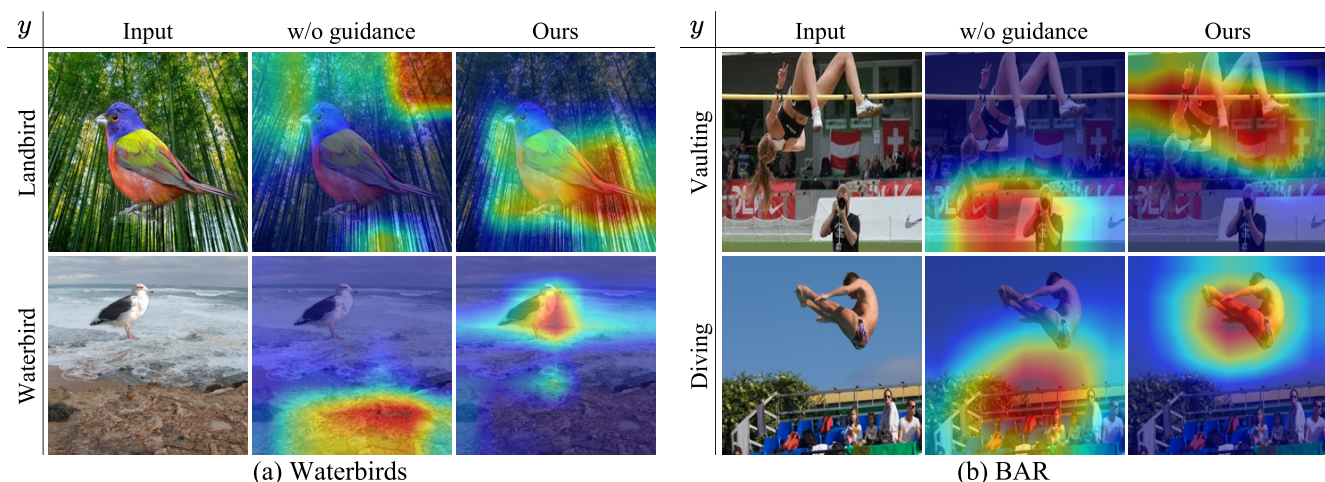 y Input w/o guidance Ours
Landbird
Waterbird
(a) Waterbirds
y Input w/o guidance Ours
Vaulting
Diving
(b) BAR